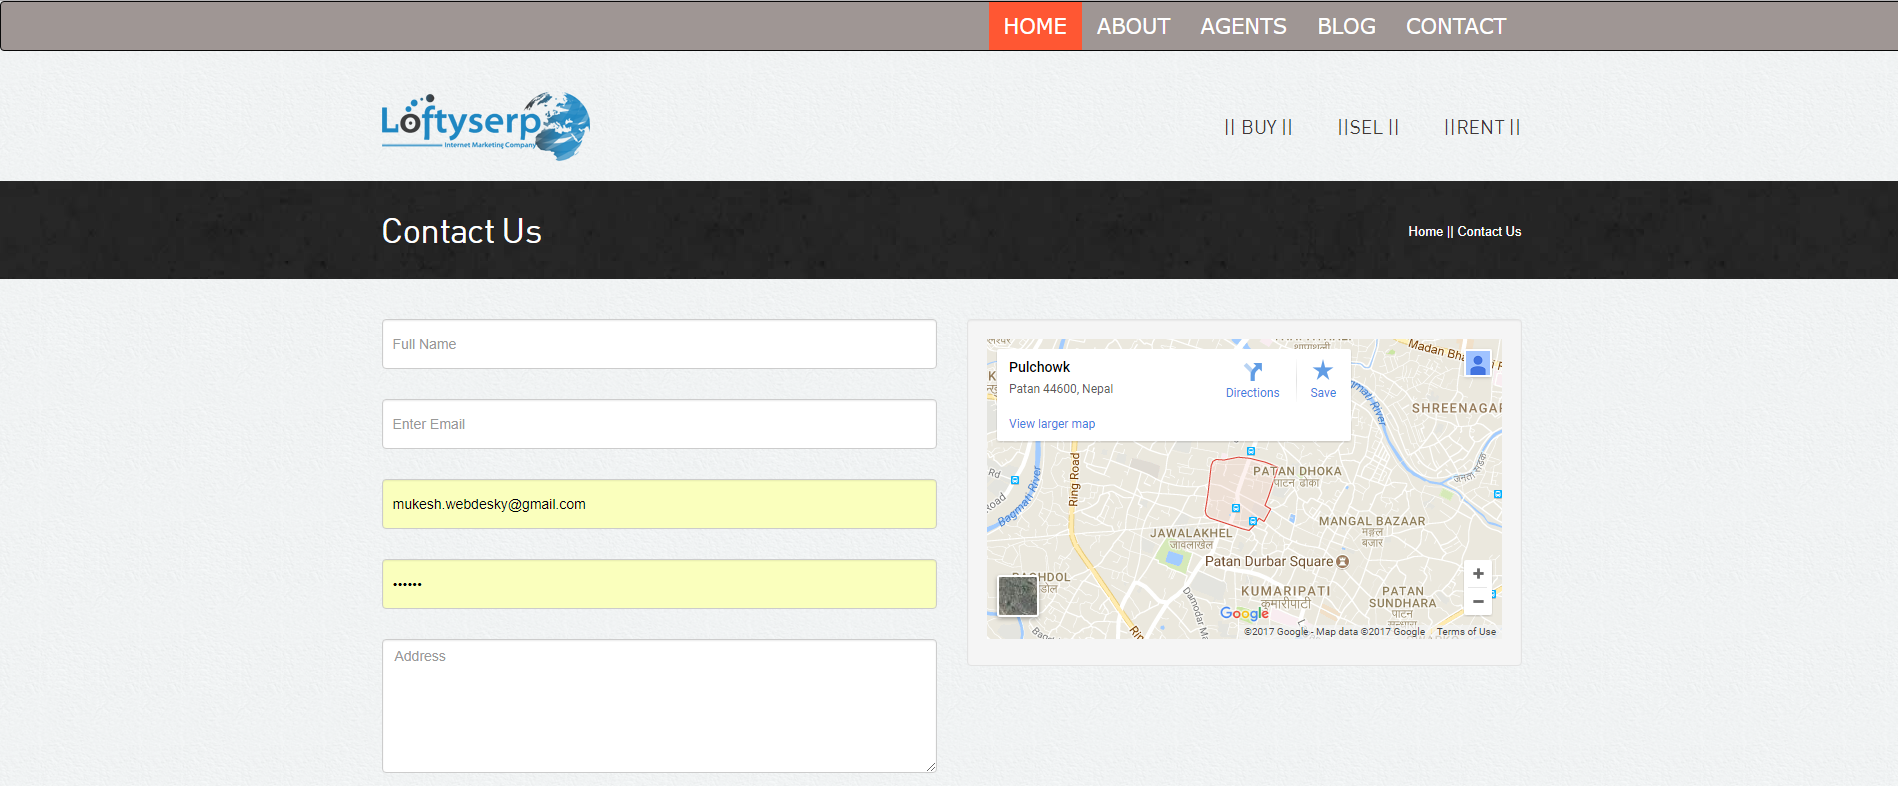 HOME ABOUT AGENTS BLOG CONTACT
Loftyserp
Internet Marketing Company
|| BUY || ||SEL || ||RENT ||
Contact Us
Home || Contact Us
Full Name
Enter Email
mukesh.webdesky@gmail.com
••••••
Address
Pulchowk
Patan 44600, Nepal
Directions
Save
View larger map
Madan
SHREENAGAR
Bagmati River
Ring Road
Rd
Road
PATAN DHOKA
पाटन ढोका
MANGAL BAZAAR
मङ्गल
बजार
JAWALAKHEL
जावलाखेल
Patan Durbar Square
KUMARIPATI
कुमारीपाटी
PATAN
SUNDHARA
पाटन
Damodar
Google
+
−
©2017 Google - Map data ©2017 Google Terms of Use